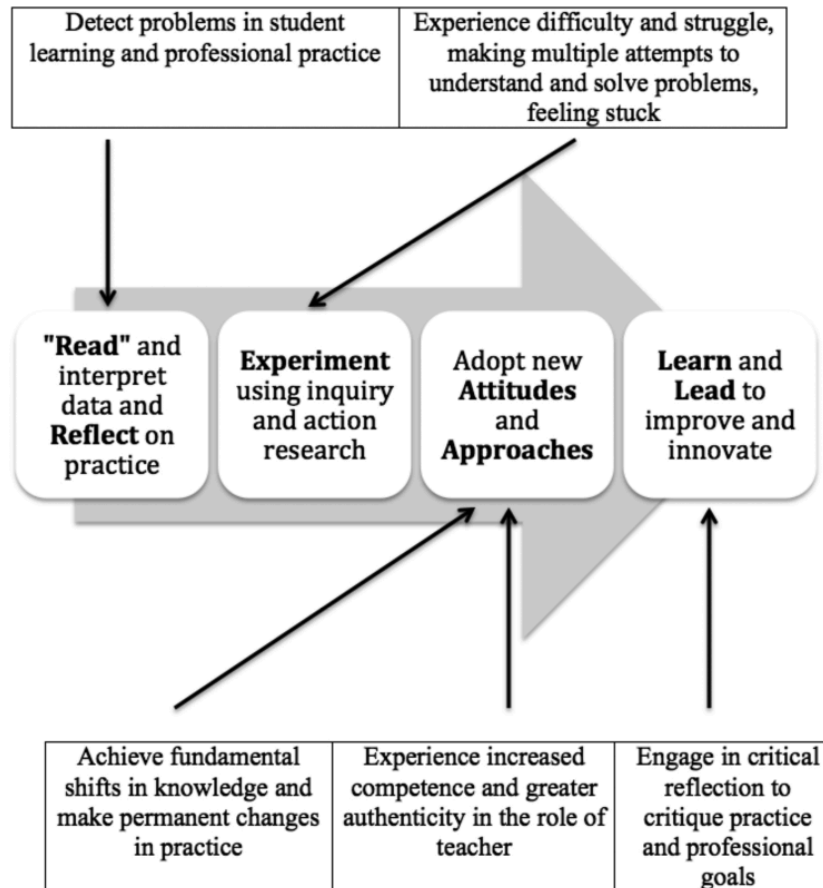 Detect problems in student
learning and professional practice
Experience difficulty and struggle,
making multiple attempts to
understand and solve problems,
feeling stuck
"Read" and
interpret
data and
Reflect on
practice
Experiment
using inquiry
and action
research
Adopt new
Attitudes
and
Approaches
Learn and
Lead to
improve and
innovate
Achieve fundamental
shifts in knowledge and
make permanent changes
in practice
Experience increased
competence and greater
authenticity in the role of
teacher
Engage in critical
reflection to
critique practice
and professional
goals